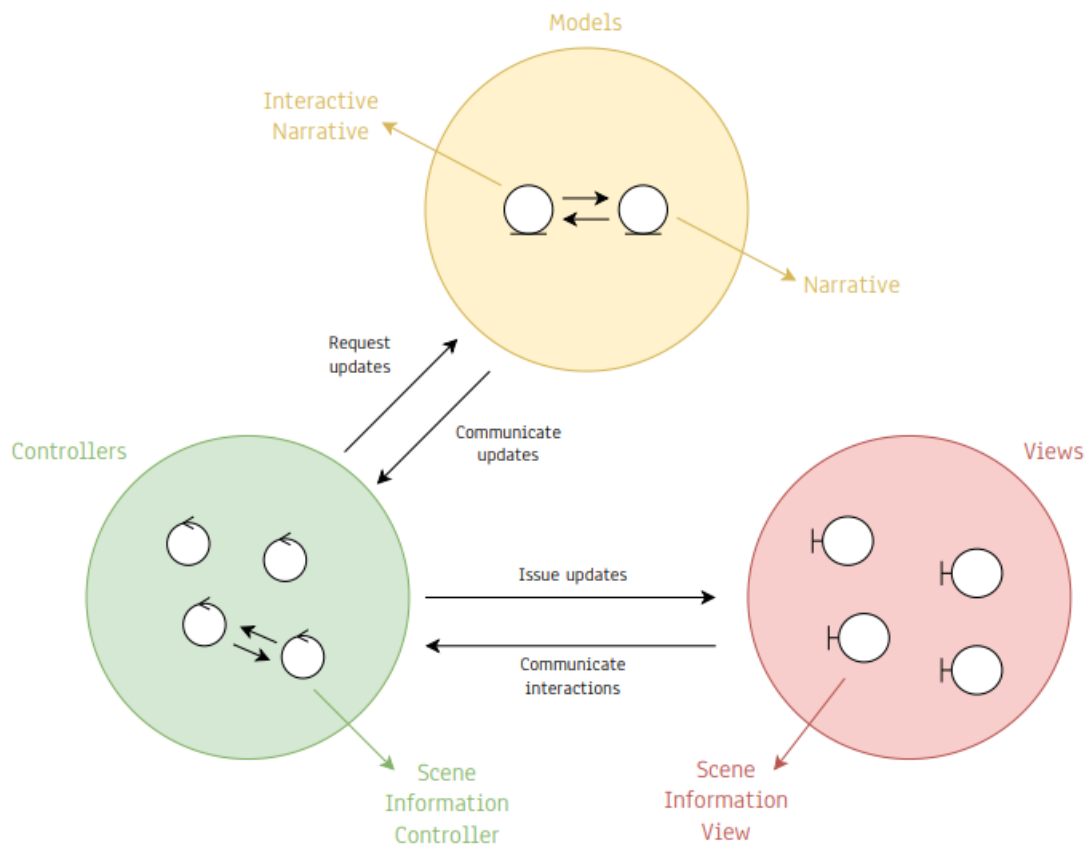 Models
Interactive
Narrative
Narrative
Request
updates
Communicate
updates
Controllers
Views
Issue updates
Communicate
interactions
Scene
Information
Controller
Scene
Information
View